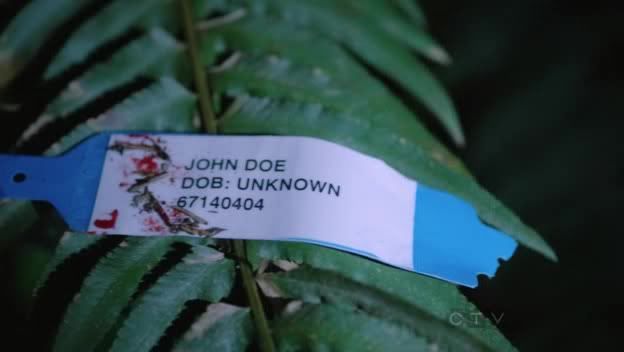 JOHN DOE
DOB: UNKNOWN
67140404
CTV